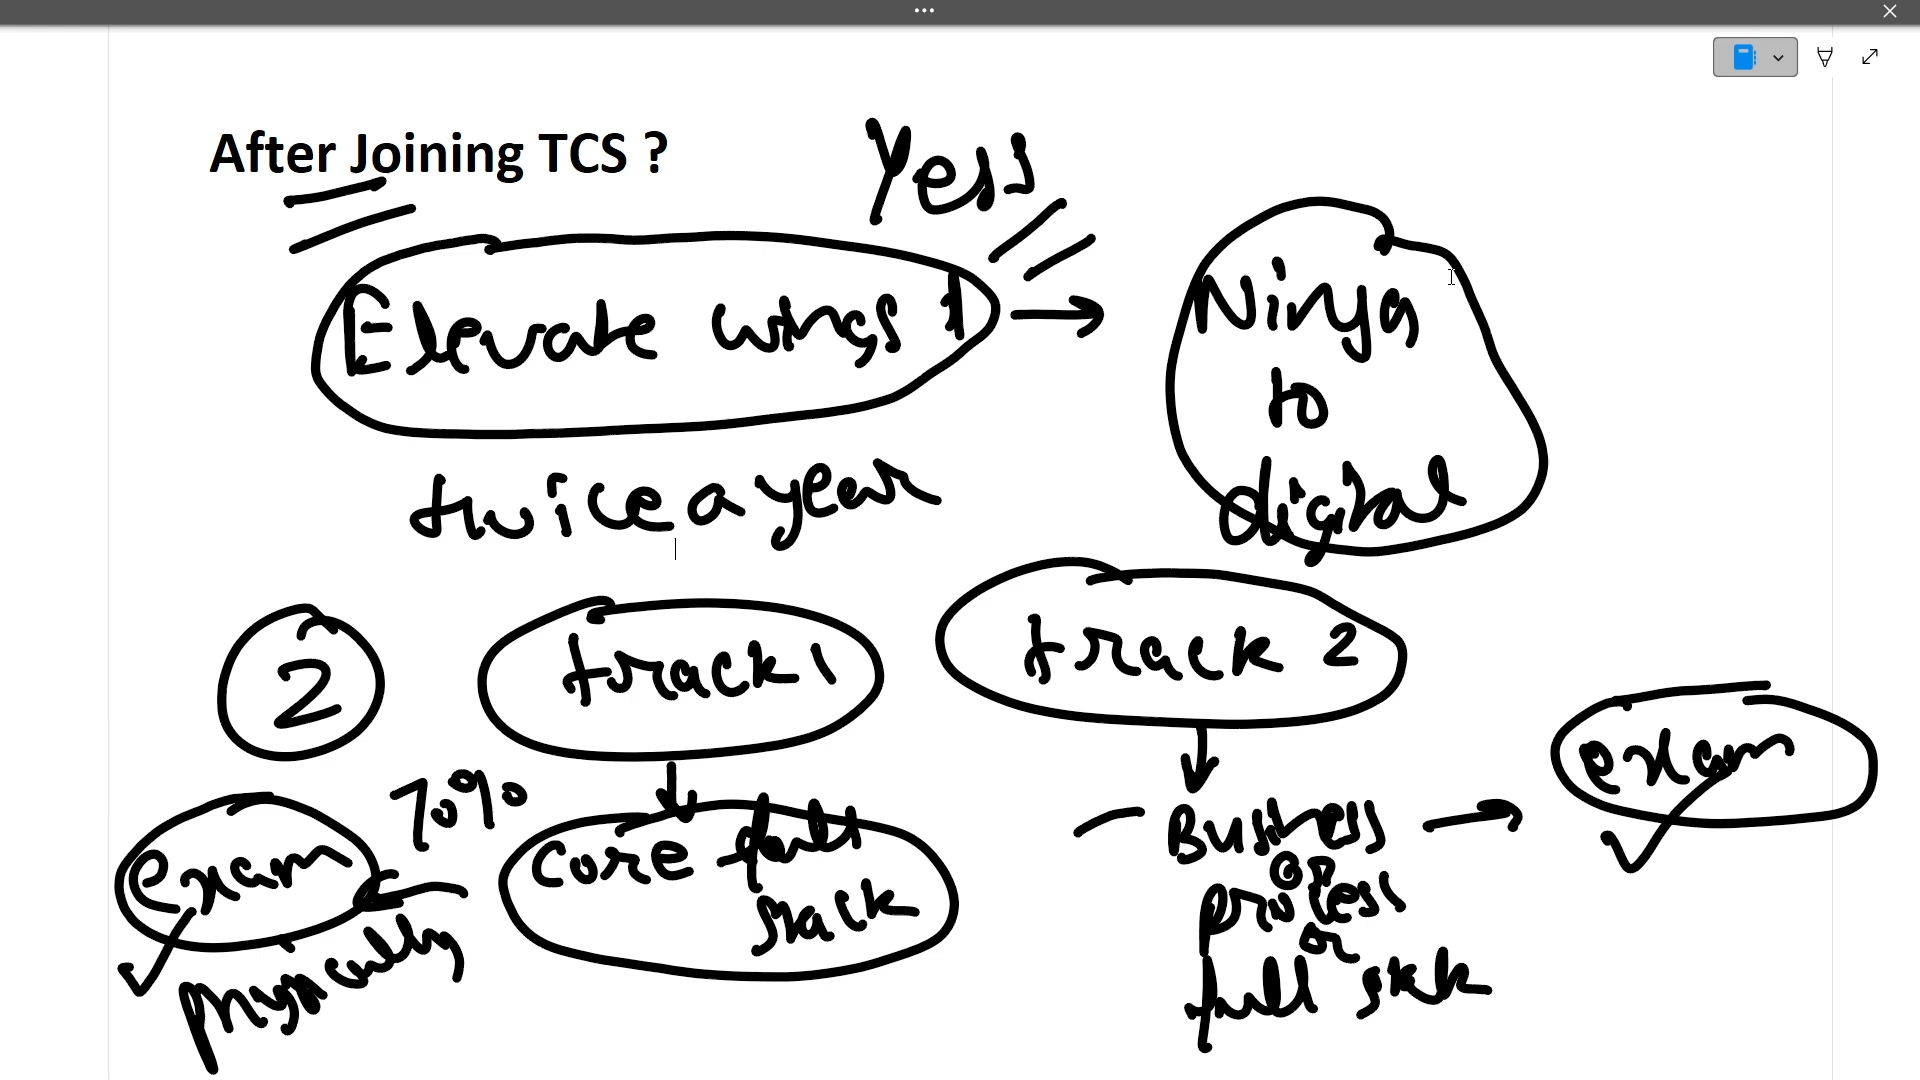 After Joining TCS ?
Yess
Elevate wings 1
Ninja
to
digital
twice a year
2
track 1
track 2
exam
70%
Core full
stack
Business
or
process
or
full stack
exam
physically